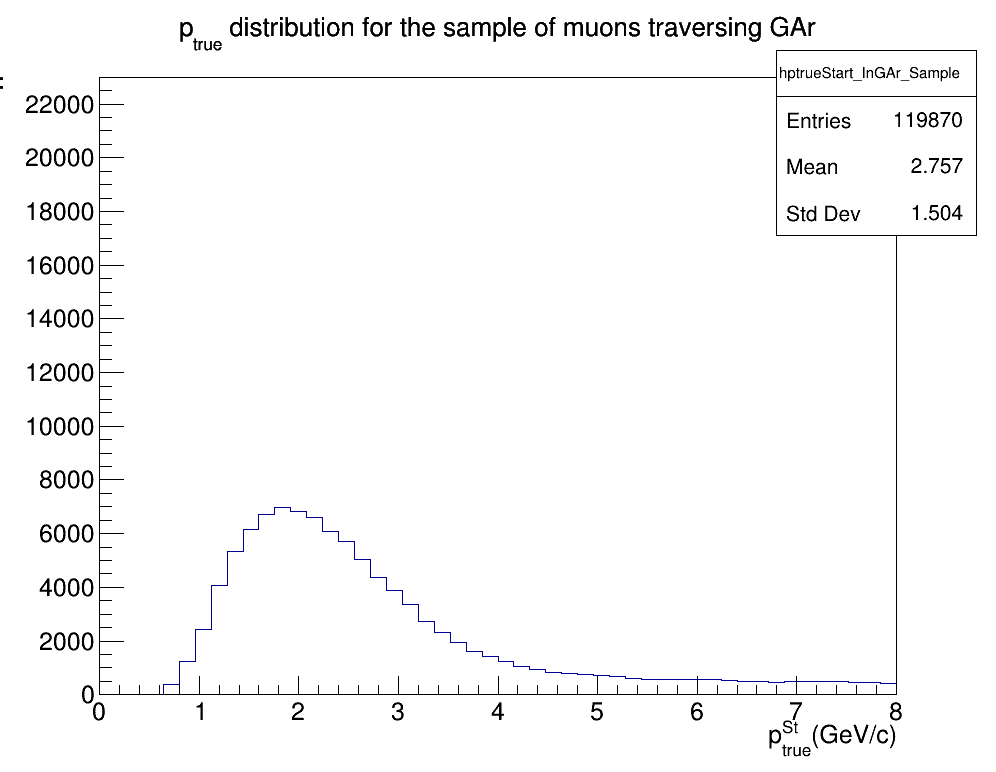 p_true distribution for the sample of muons traversing GAr
hptrueStart_InGAr_Sample
Entries 119870
Mean 2.757
Std Dev 1.504
22000
20000
18000
16000
14000
12000
10000
8000
6000
4000
2000
0
0 1 2 3 4 5 6 7 8
p^St_true(GeV/c)